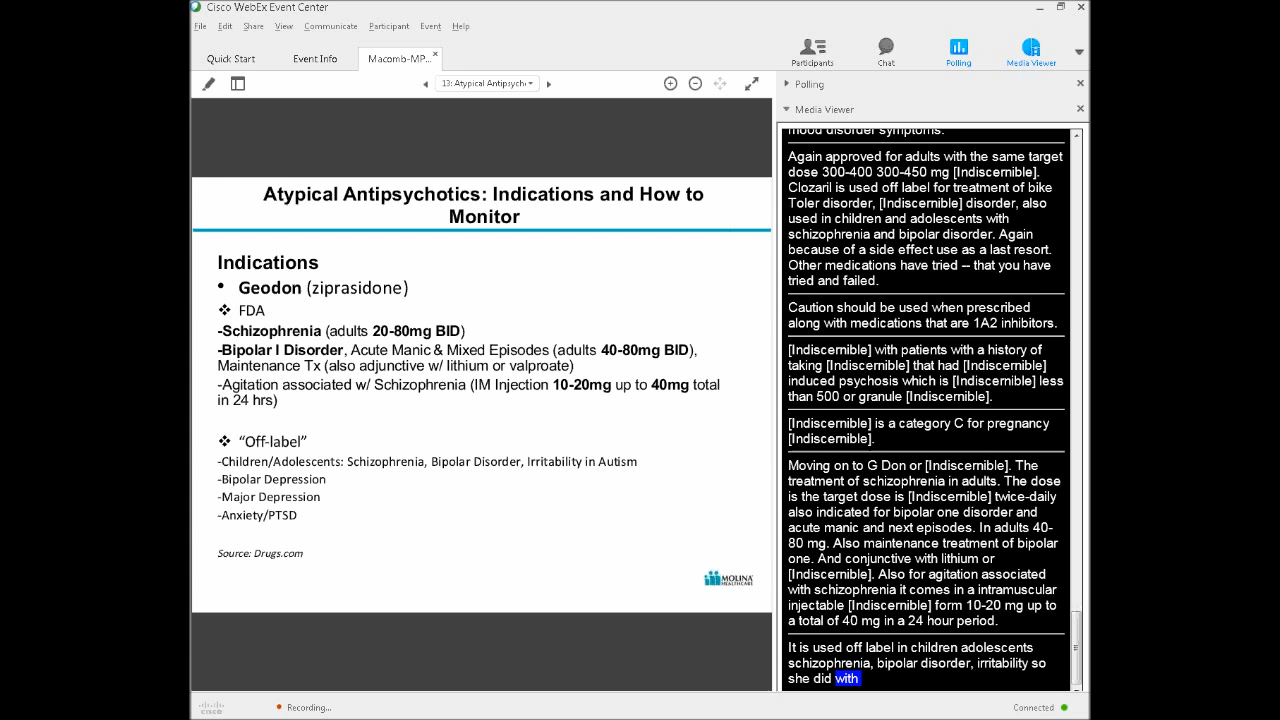 Cisco WebEx Event Center
File Edit Share View Communicate Participant Event Help
Quick Start Event Info Macomb-MP...
Participants Chat Polling Media Viewer
13: Atypical Antipsych
Polling
Media Viewer
Atypical Antipsychotics: Indications and How to
Monitor
Indications
• Geodon (ziprasidone)
❖ FDA
-Schizophrenia (adults 20-80mg BID)
-Bipolar I Disorder, Acute Manic & Mixed Episodes (adults 40-80mg BID),
Maintenance Tx (also adjunctive w/ lithium or valproate)
-Agitation associated w/ Schizophrenia (IM Injection 10-20mg up to 40mg total
in 24 hrs)
❖ “Off-label”
-Children/Adolescents: Schizophrenia, Bipolar Disorder, Irritability in Autism
-Bipolar Depression
-Major Depression
-Anxiety/PTSD
Source: Drugs.com
MOLINA
HEALTHCARE
mood disorder symptoms.
Again approved for adults with the same target
dose 300-400 300-450 mg [Indiscernible].
Clozaril is used off label for treatment of bike
Toler disorder, [Indiscernible] disorder, also
used in children and adolescents with
schizophrenia and bipolar disorder. Again
because of a side effect use as a last resort.
Other medications have tried -- that you have
tried and failed.
Caution should be used when prescribed
along with medications that are 1A2 inhibitors.
[Indiscernible] with patients with a history of
taking [Indiscernible] that had [Indiscernible]
induced psychosis which is [Indiscernible] less
than 500 or granule [Indiscernible].
[Indiscernible] is a category C for pregnancy
[Indiscernible].
Moving on to G Don or [Indiscernible]. The
treatment of schizophrenia in adults. The dose
is the target dose is [Indiscernible] twice-daily
also indicated for bipolar one disorder and
acute manic and next episodes. In adults 40-
80 mg. Also maintenance treatment of bipolar
one. And conjunctive with lithium or
[Indiscernible]. Also for agitation associated
with schizophrenia it comes in a intramuscular
injectable [Indiscernible] form 10-20 mg up to
a total of 40 mg in a 24 hour period.
It is used off label in children adolescents
schizophrenia, bipolar disorder, irritability so
she did with
CISCO
Recording...
Connected